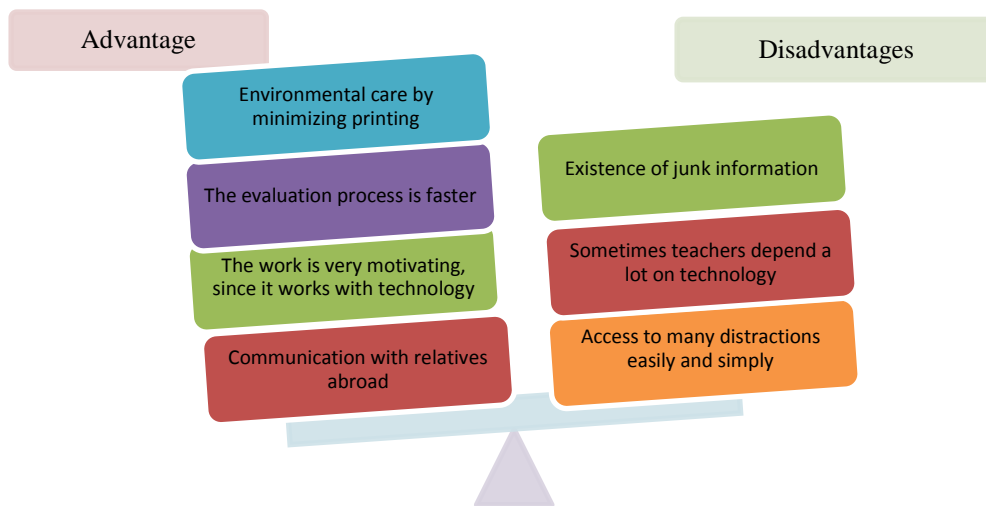 Advantage
Disadvantages
Environmental care by
minimizing printing
The evaluation process is faster
The work is very motivating,
since it works with technology
Communication with relatives
abroad
Existence of junk information
Sometimes teachers depend a
lot on technology
Access to many distractions
easily and simply